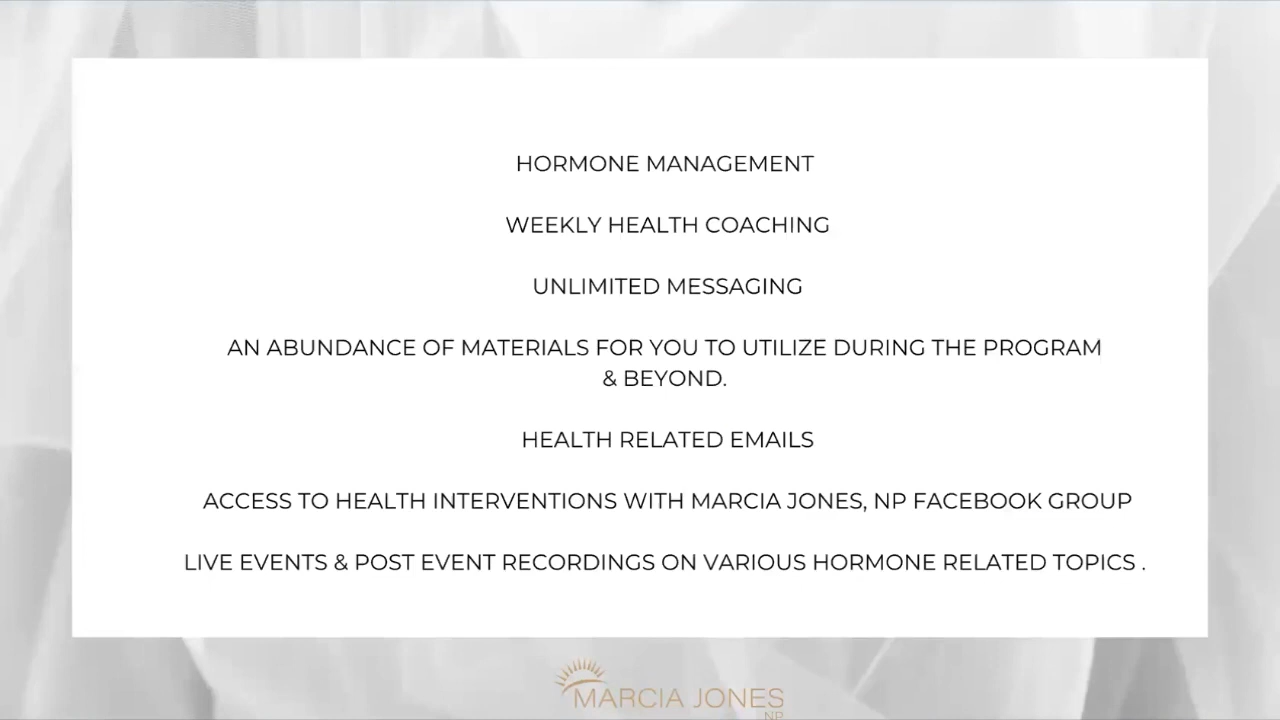 HORMONE MANAGEMENT
WEEKLY HEALTH COACHING
UNLIMITED MESSAGING
AN ABUNDANCE OF MATERIALS FOR YOU TO UTILIZE DURING THE PROGRAM
& BEYOND.
HEALTH RELATED EMAILS
ACCESS TO HEALTH INTERVENTIONS WITH MARCIA JONES, NP FACEBOOK GROUP
LIVE EVENTS & POST EVENT RECORDINGS ON VARIOUS HORMONE RELATED TOPICS .
MARCIA JONES
NP